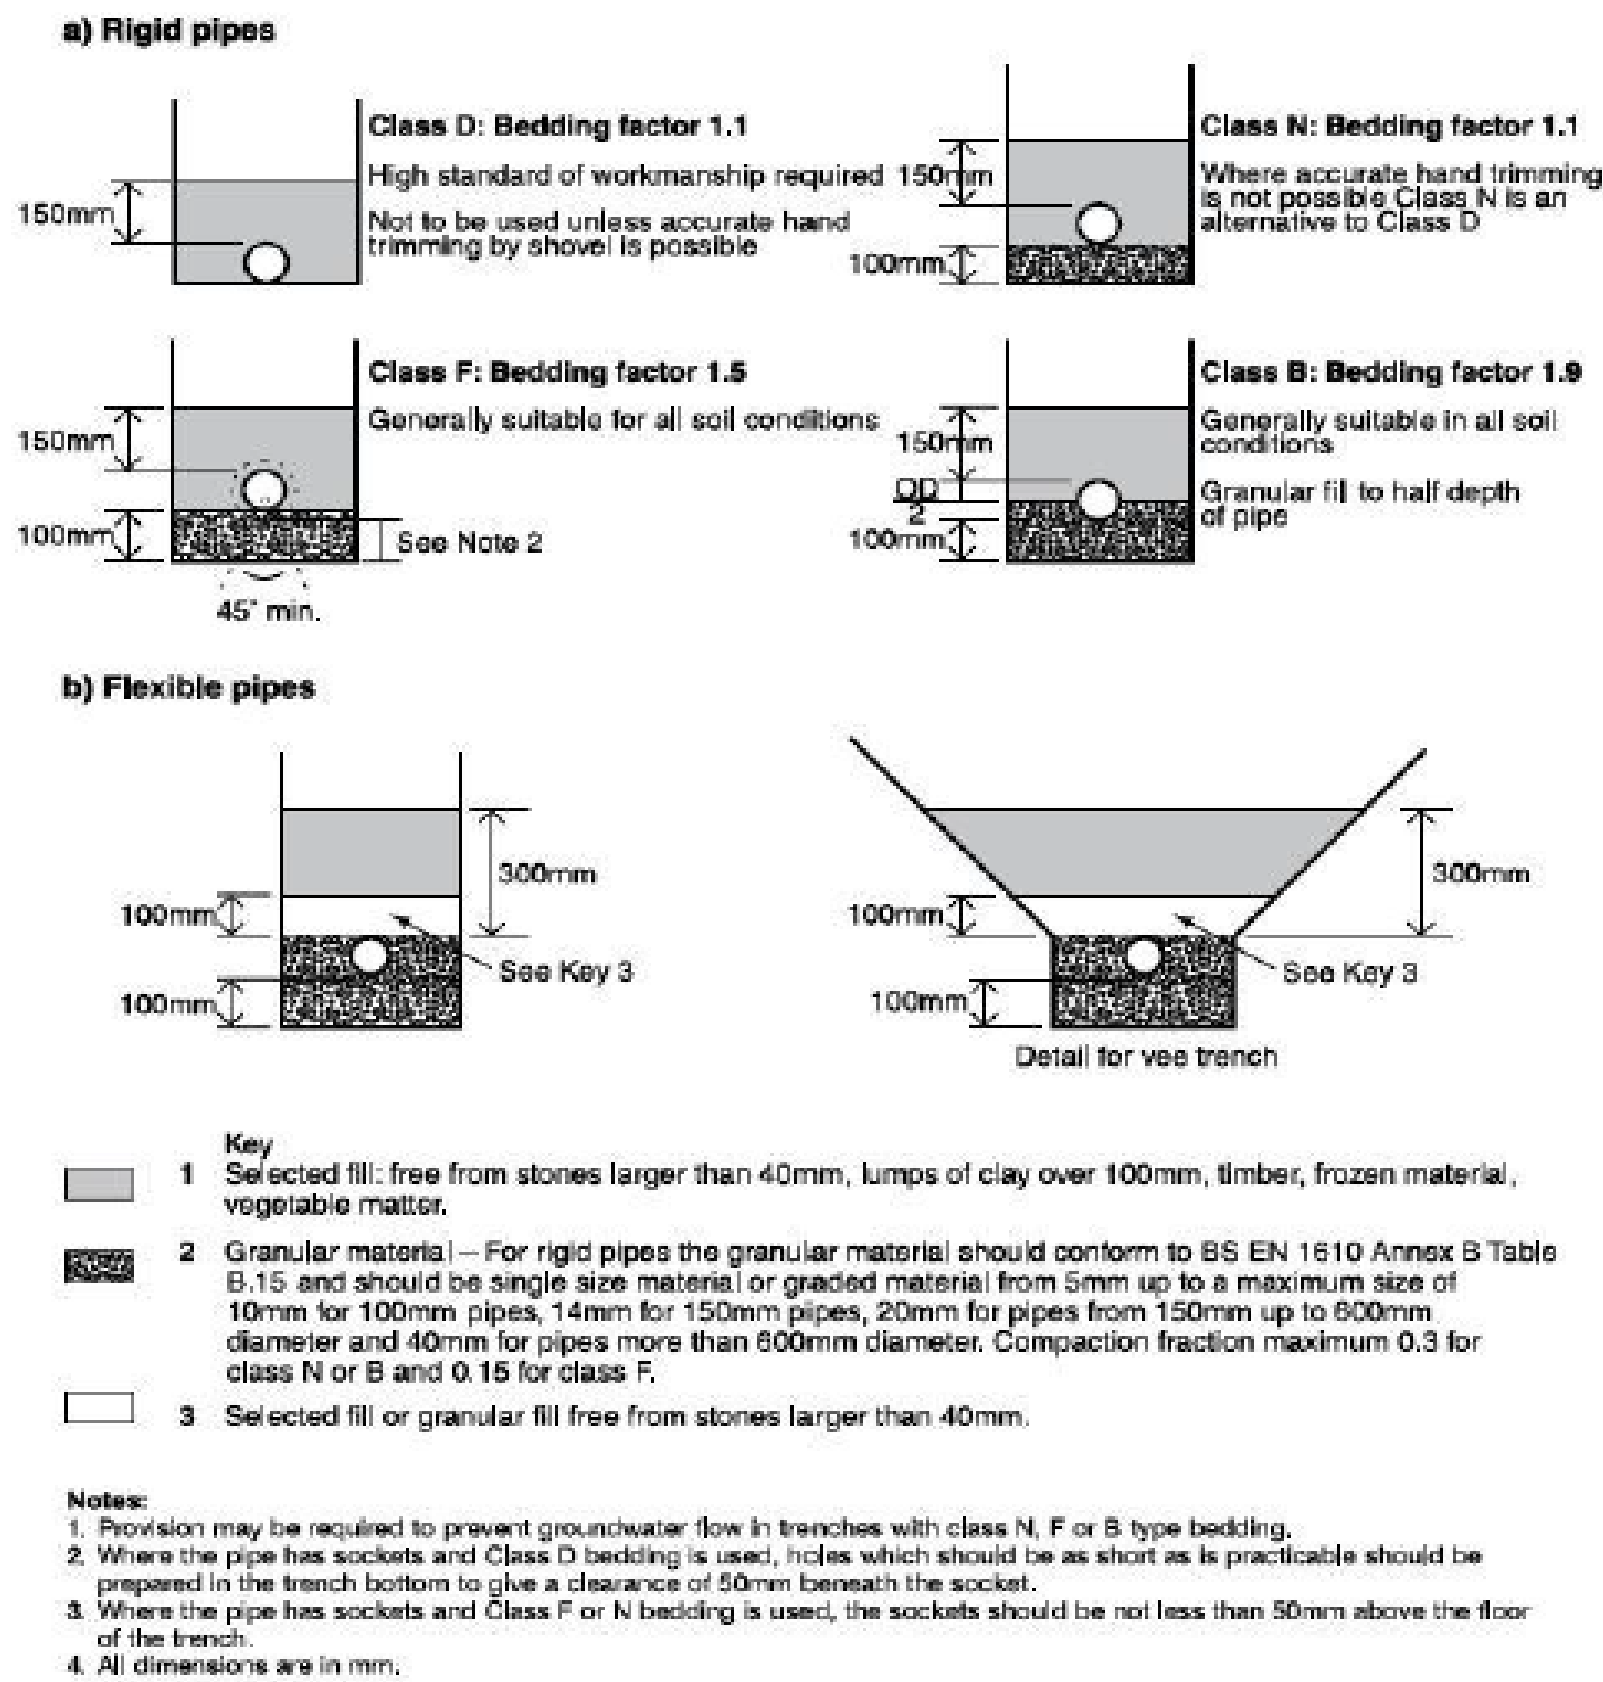 a) Rigid pipes
Class D: Bedding factor 1.1
High standard of workmanship required
Not to be used unless accurate hand
trimming by shovel is possible
150mm
Class N: Bedding factor 1.1
Where accurate hand trimming
is not possible Class N is an
alternative to Class D
150mm
100mm
Class F: Bedding factor 1.5
Generally suitable for all soil conditions
150mm
100mm
See Note 2
45° min.
Class B: Bedding factor 1.9
Generally suitable in all soil
conditions
Granular fill to half depth
of pipe
150mm
OD
2
100mm
b) Flexible pipes
300mm
100mm
See Key 3
100mm
300mm
100mm
See Key 3
100mm
Detail for vee trench
Key
1 Selected fill: free from stones larger than 40mm, lumps of clay over 100mm, timber, frozen material,
vegetable matter.
2 Granular material – For rigid pipes the granular material should conform to BS EN 1610 Annex B Table
B.15 and should be single size material or graded material from 5mm up to a maximum size of
10mm for 100mm pipes, 14mm for 150mm pipes, 20mm for pipes from 150mm up to 600mm
diameter and 40mm for pipes more than 600mm diameter. Compaction fraction maximum 0.3 for
class N or B and 0.15 for class F.
3 Selected fill or granular fill free from stones larger than 40mm.
Notes:
1. Provision may be required to prevent groundwater flow in trenches with class N, F or B type bedding.
2. Where the pipe has sockets and Class D bedding is used, holes which should be as short as is practicable should be
prepared in the trench bottom to give a clearance of 50mm beneath the socket.
3. Where the pipe has sockets and Class F or N bedding is used, the sockets should be not less than 50mm above the floor
of the trench.
4. All dimensions are in mm.